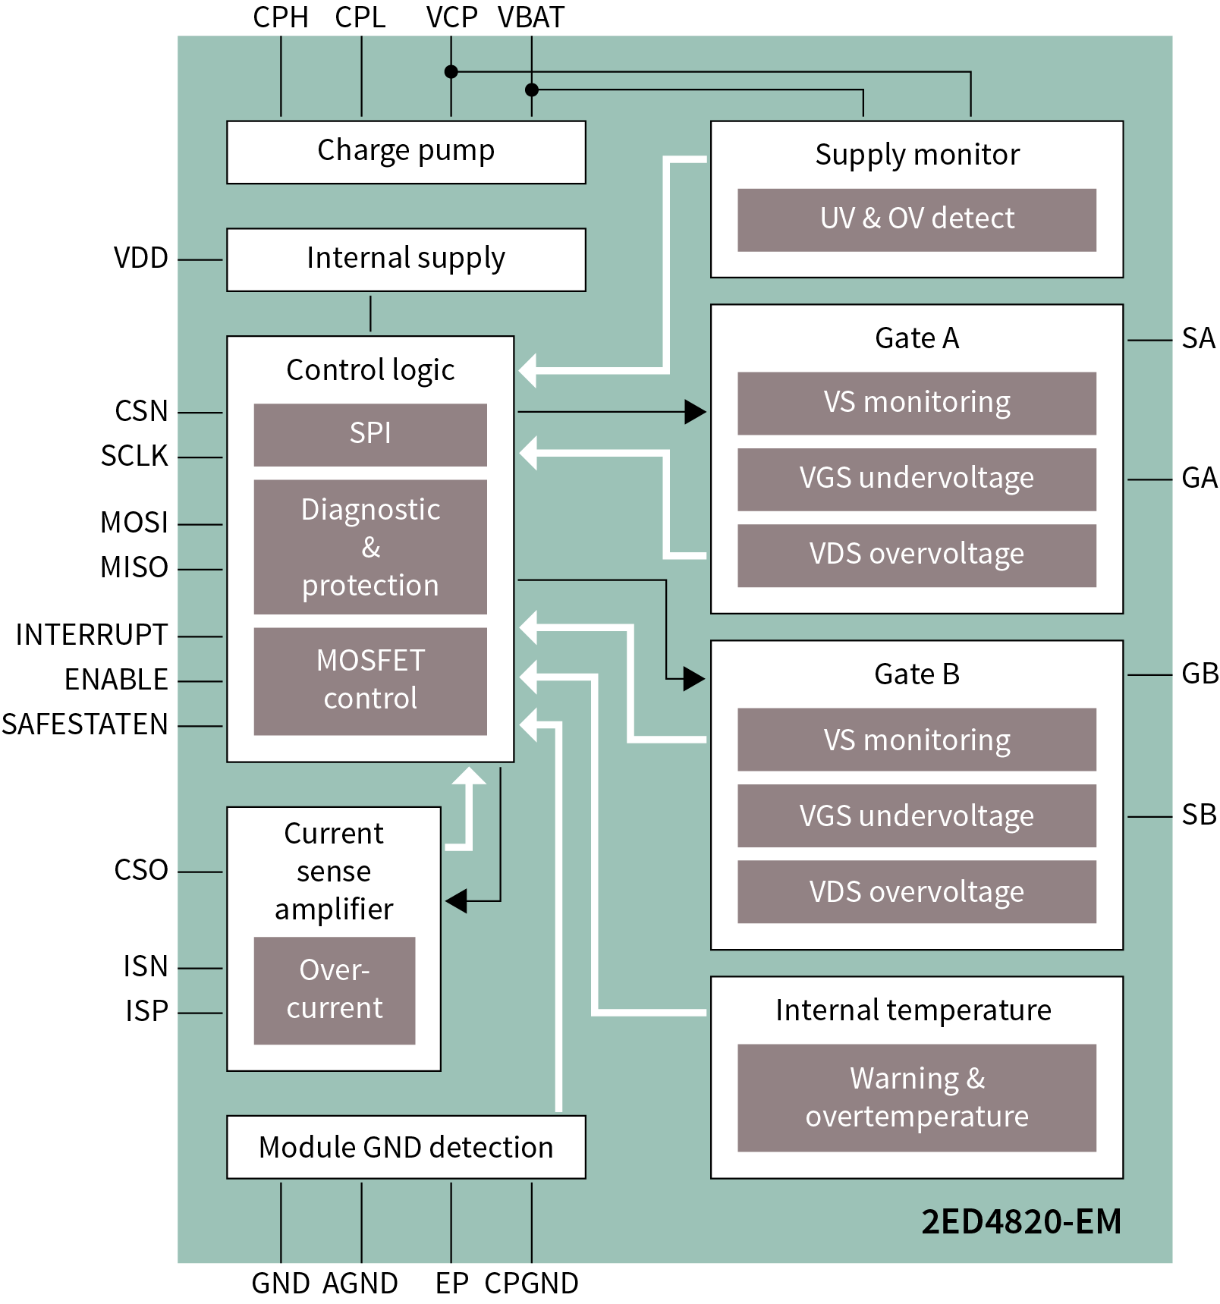 CPH CPL VCP VBAT
Charge pump
Supply monitor
UV & OV detect
VDD
Internal supply
Control logic
SPI
Diagnostic
&
protection
MOSFET
control
CSN
SCLK
MOSI
MISO
INTERRUPT
ENABLE
SAFESTATEN
Gate A
VS monitoring
VGS undervoltage
VDS overvoltage
SA
GA
Gate B
VS monitoring
VGS undervoltage
VDS overvoltage
GB
SB
Current
sense
amplifier
Over-
current
CSO
ISN
ISP
Internal temperature
Warning &
overtemperature
Module GND detection
2ED4820-EM
GND AGND EP CPGND